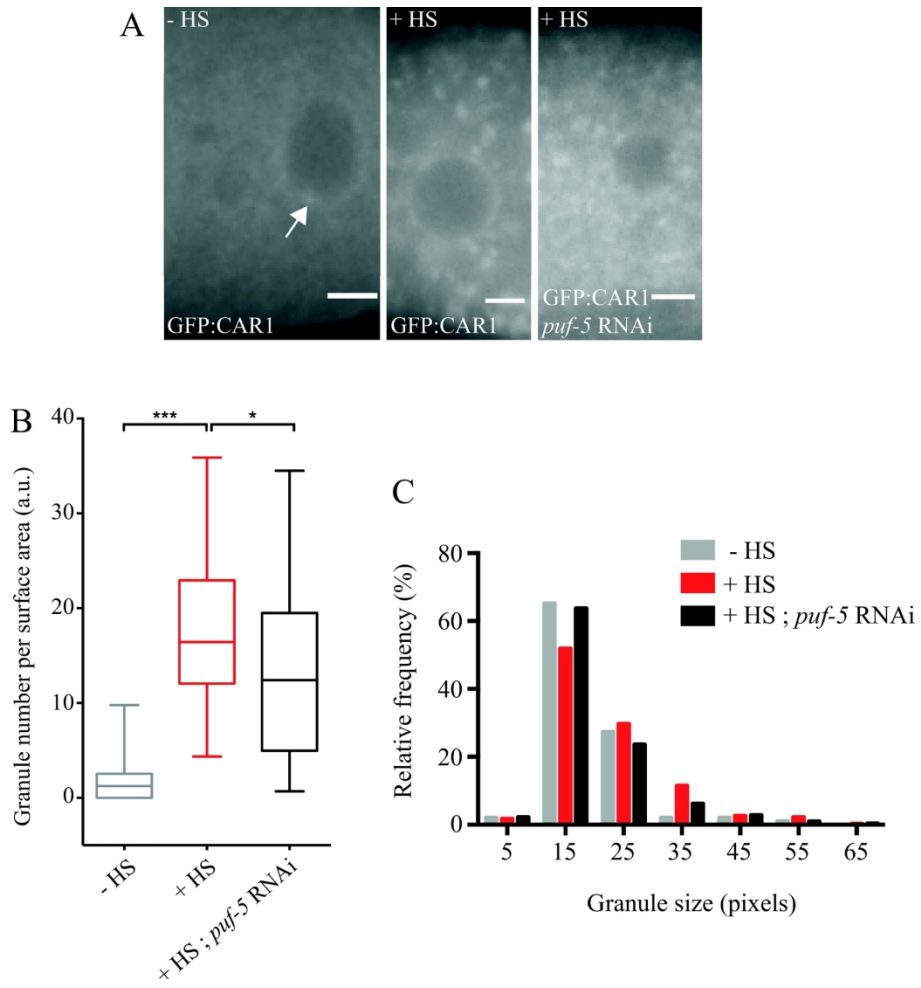 A
- HS
+ HS
+ HS
GFP:CAR1
GFP:CAR1
GFP:CAR1
puf-5 RNAi
B
Granule number per surface area (a.u.)
40
30
20
10
0
***
*
- HS
+ HS
+ HS ; puf-5 RNAi
C
Relative frequency (%)
80
60
40
20
0
- HS
+ HS
+ HS ; puf-5 RNAi
5 15 25 35 45 55 65
Granule size (pixels)